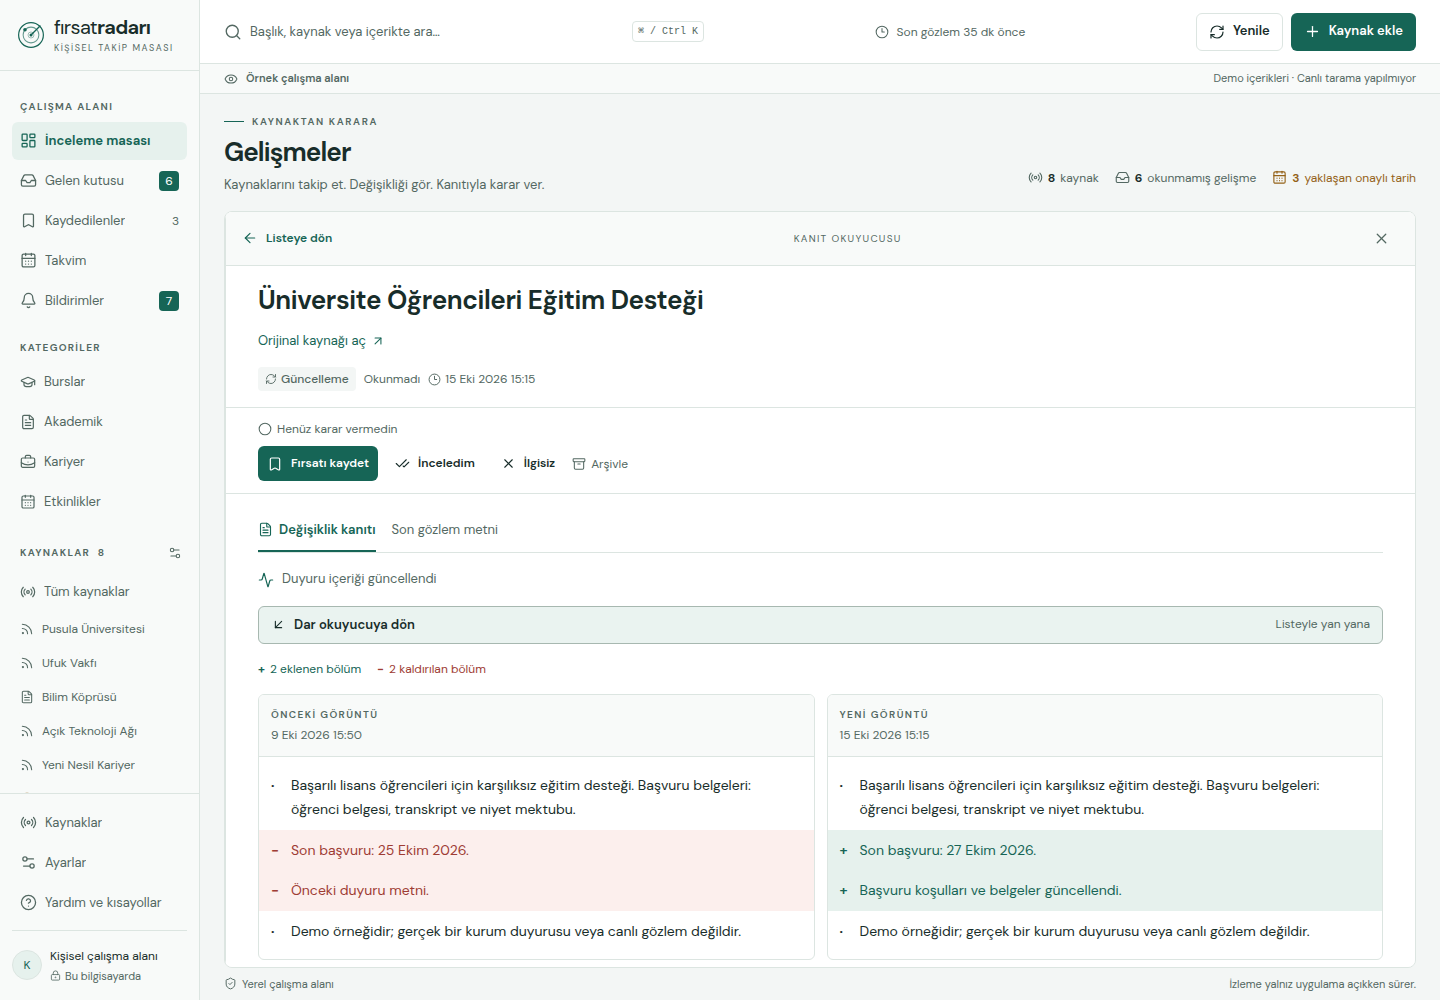 fırsatradarı
KİŞİSEL TAKİP MASASI
ÇALIŞMA ALANI
İnceleme masası
Gelen kutusu 6
Kaydedilenler 3
Takvim
Bildirimler 7
KATEGORİLER
Burslar
Akademik
Kariyer
Etkinlikler
KAYNAKLAR 8
Tüm kaynaklar
Pusula Üniversitesi
Ufuk Vakfı
Bilim Köprüsü
Açık Teknoloji Ağı
Yeni Nesil Kariyer
Kaynaklar
Ayarlar
Yardım ve kısayollar
K
Kişisel çalışma alanı
Bu bilgisayarda
Başlık, kaynak veya içerikte ara...
⌘ / Ctrl K
Son gözlem 35 dk önce
Yenile
Kaynak ekle
Örnek çalışma alanı
Demo içerikleri · Canlı tarama yapılmıyor
KAYNAKTAN KARARA
Gelişmeler
Kaynaklarını takip et. Değişikliği gör. Kanıtıyla karar ver.
8 kaynak
6 okunmamış gelişme
3 yaklaşan onaylı tarih
Listeye dön
KANIT OKUYUCUSU
Üniversite Öğrencileri Eğitim Desteği
Orijinal kaynağı aç
Güncelleme
Okunmadı
15 Eki 2026 15:15
Henüz karar vermedin
Fırsatı kaydet
İnceledim
İlgisiz
Arşivle
Değişiklik kanıtı
Son gözlem metni
Duyuru içeriği güncellendi
Dar okuyucuya dön
Listeyle yan yana
+ 2 eklenen bölüm
− 2 kaldırılan bölüm
ÖNCEKİ GÖRÜNTÜ
9 Eki 2026 15:50
· Başarılı lisans öğrencileri için karşılıksız eğitim desteği. Başvuru belgeleri:
öğrenci belgesi, transkript ve niyet mektubu.
− Son başvuru: 25 Ekim 2026.
− Önceki duyuru metni.
· Demo örneğidir; gerçek bir kurum duyurusu veya canlı gözlem değildir.
YENİ GÖRÜNTÜ
15 Eki 2026 15:15
· Başarılı lisans öğrencileri için karşılıksız eğitim desteği. Başvuru belgeleri:
öğrenci belgesi, transkript ve niyet mektubu.
+ Son başvuru: 27 Ekim 2026.
+ Başvuru koşulları ve belgeler güncellendi.
· Demo örneğidir; gerçek bir kurum duyurusu veya canlı gözlem değildir.
Yerel çalışma alanı
İzleme yalnız uygulama açıkken sürer.